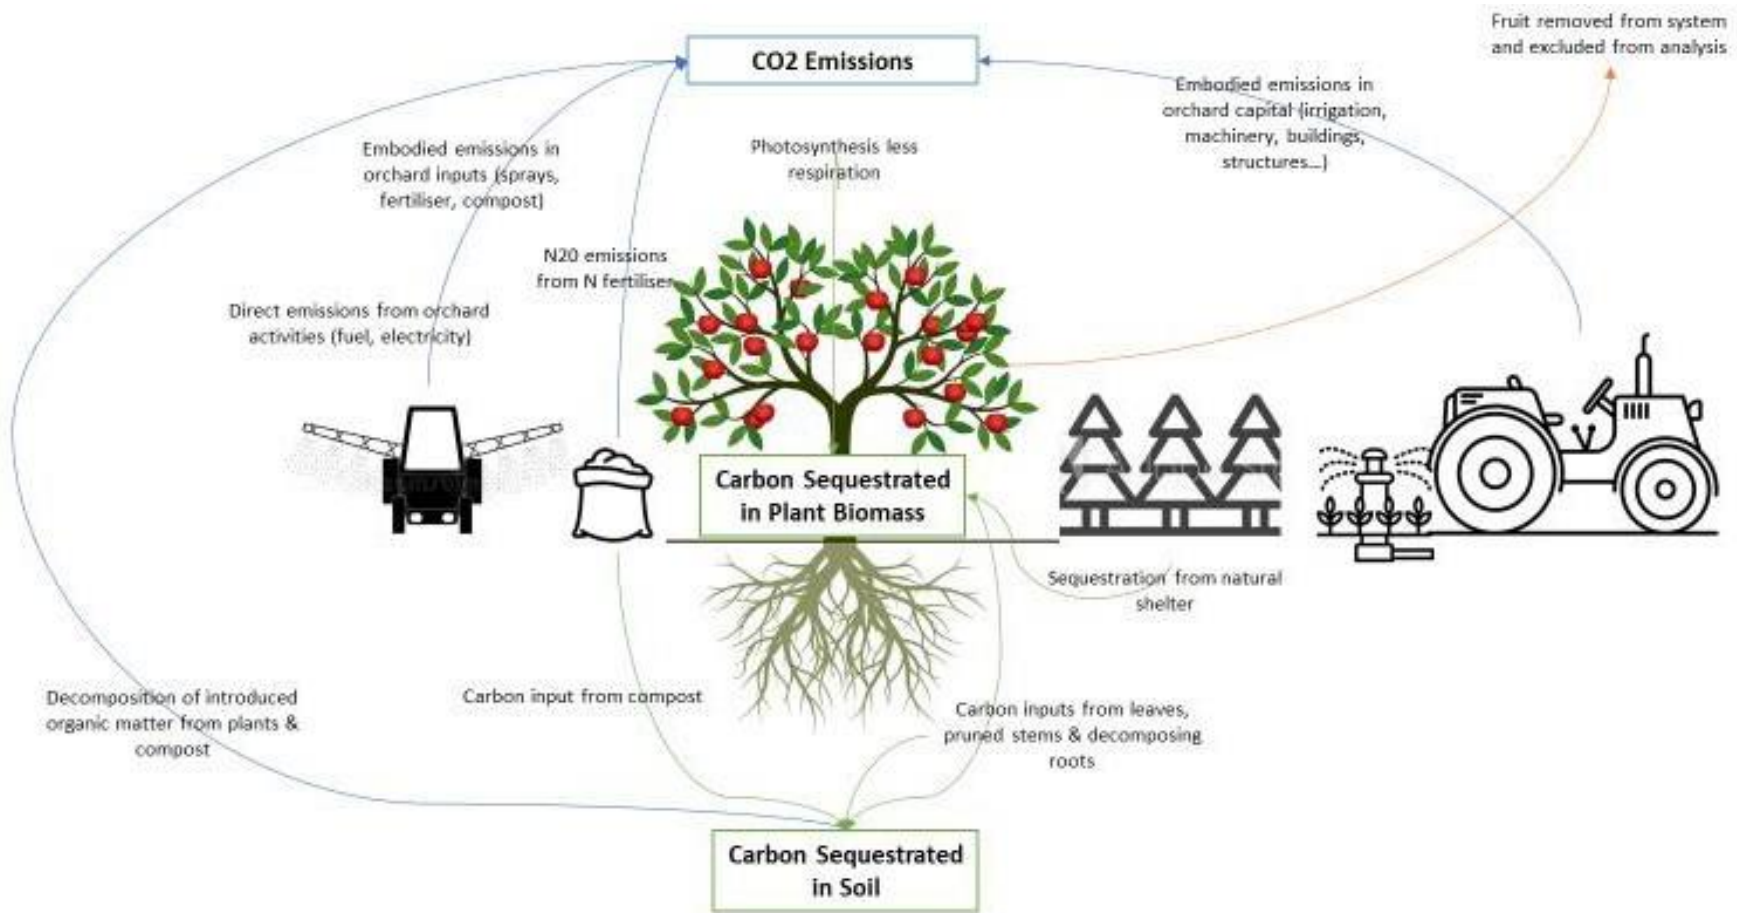 Fruit removed from system
and excluded from analysis
CO2 Emissions
Embodied emissions in
orchard capital (irrigation,
machinery, buildings,
structures...)
Embodied emissions in
orchard inputs (sprays,
fertiliser, compost)
Photosynthesis less
respiration
N20 emissions
from N fertiliser
Direct emissions from orchard
activities (fuel, electricity)
Carbon Sequestrated
in Plant Biomass
Sequestration from natural
shelter
Decomposition of introduced
organic matter from plants &
compost
Carbon input from compost
Carbon inputs from leaves,
pruned stems & decomposing
roots
Carbon Sequestrated
in Soil